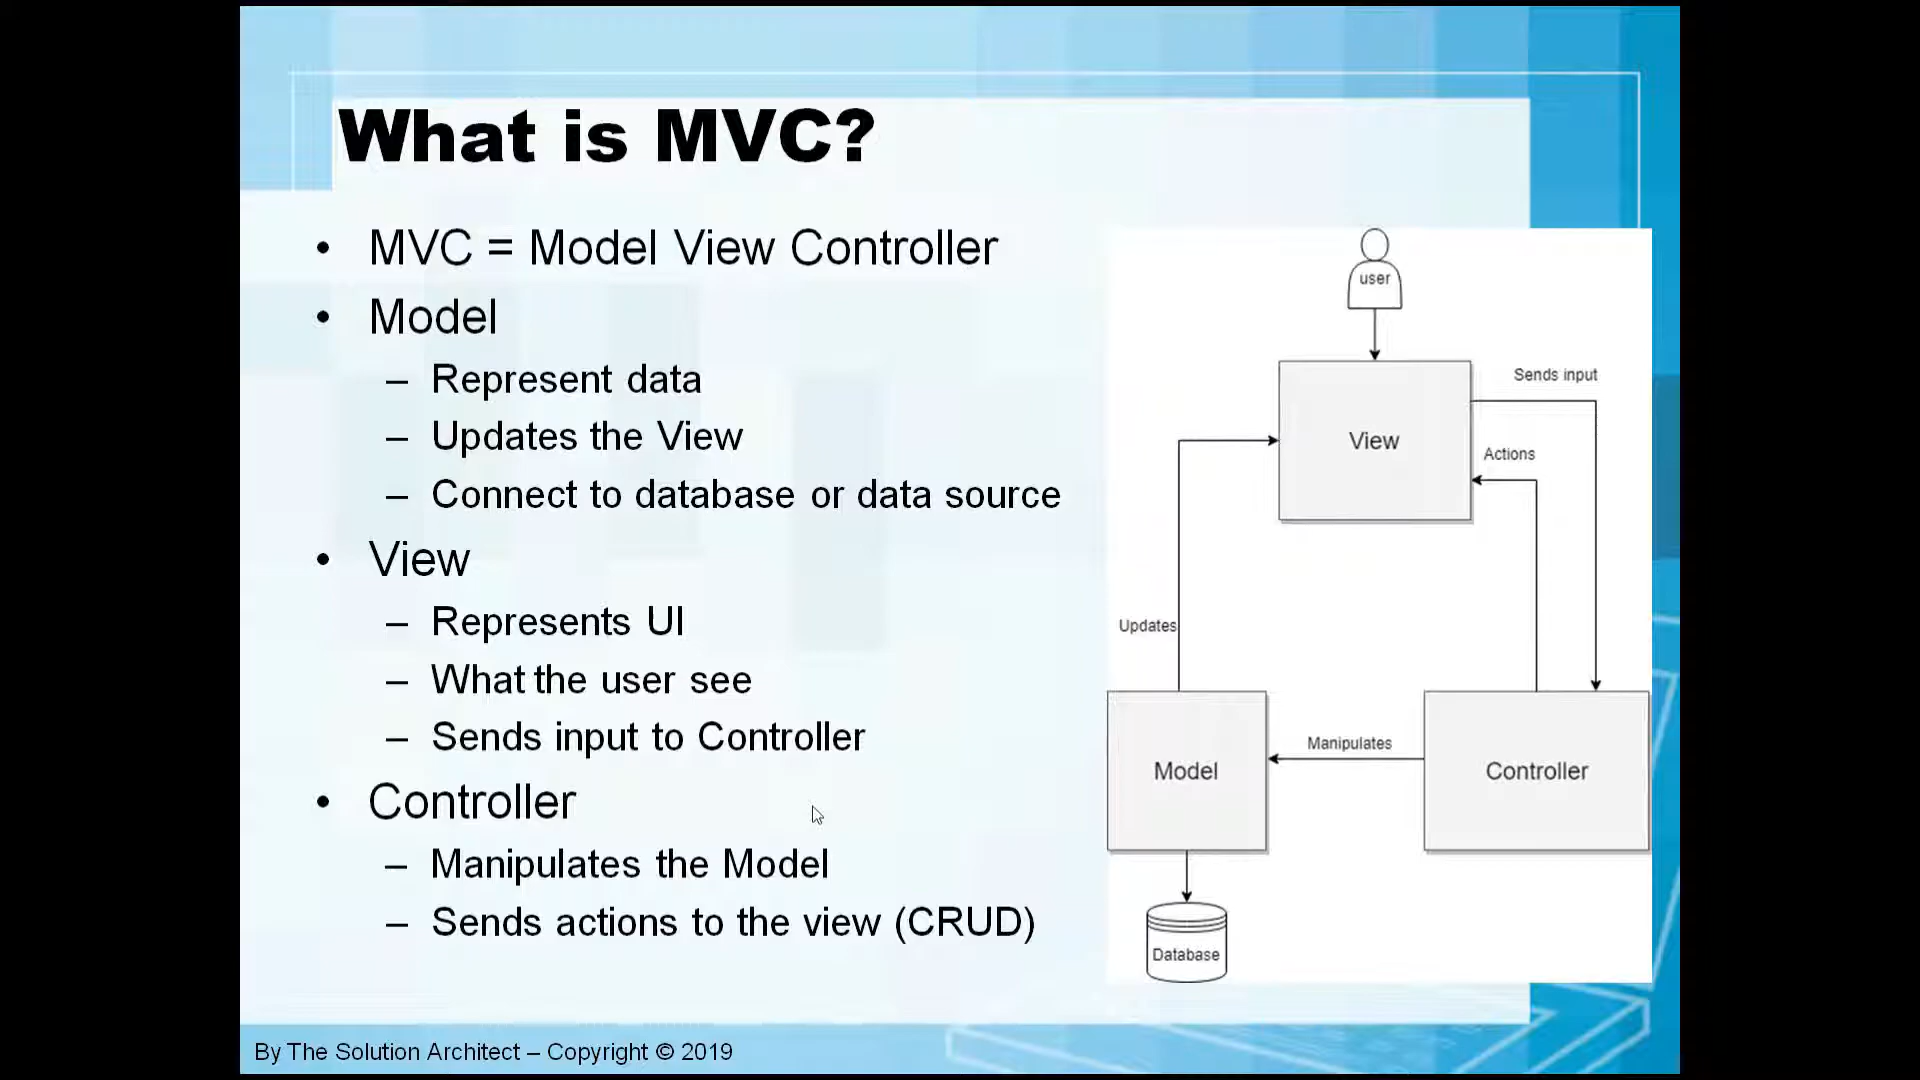 What is MVC?
• MVC = Model View Controller
• Model
– Represent data
– Updates the View
– Connect to database or data source
• View
– Represents UI
– What the user see
– Sends input to Controller
• Controller
– Manipulates the Model
– Sends actions to the view (CRUD)
user
Sends input
View
Actions
Updates
Manipulates
Model
Controller
Database
By The Solution Architect – Copyright © 2019